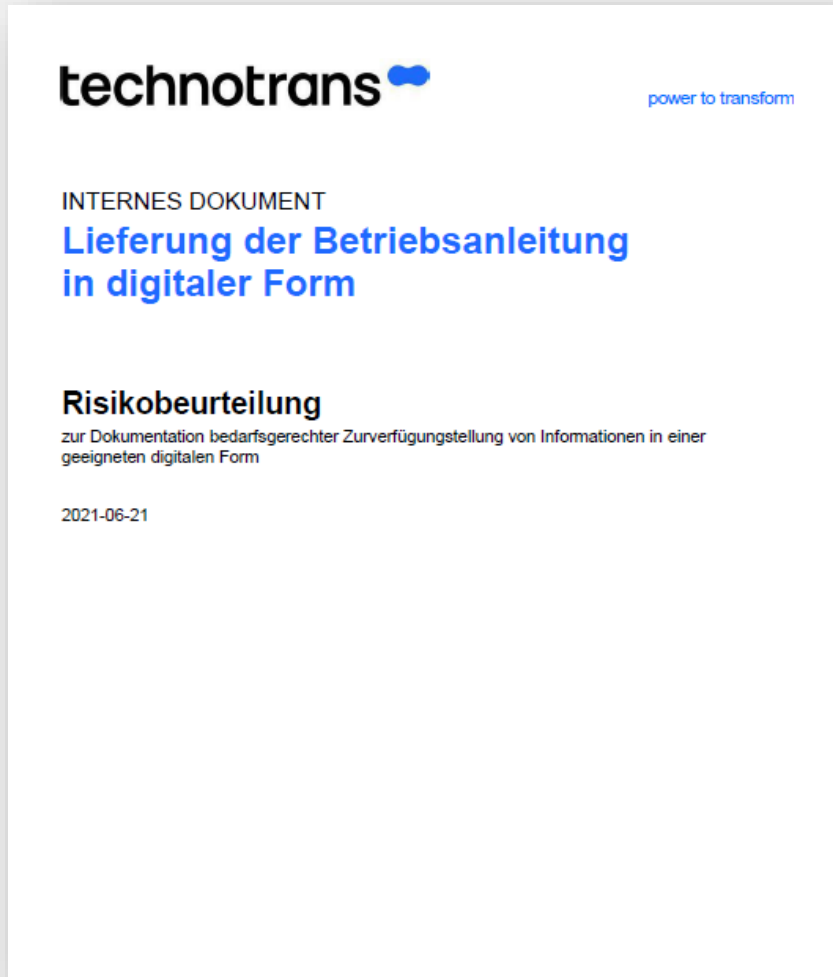 technotrans
power to transform
INTERNES DOKUMENT
Lieferung der Betriebsanleitung
in digitaler Form
Risikobeurteilung
zur Dokumentation bedarfsgerechter Zurverfügungstellung von Informationen in einer
geeigneten digitalen Form
2021-06-21